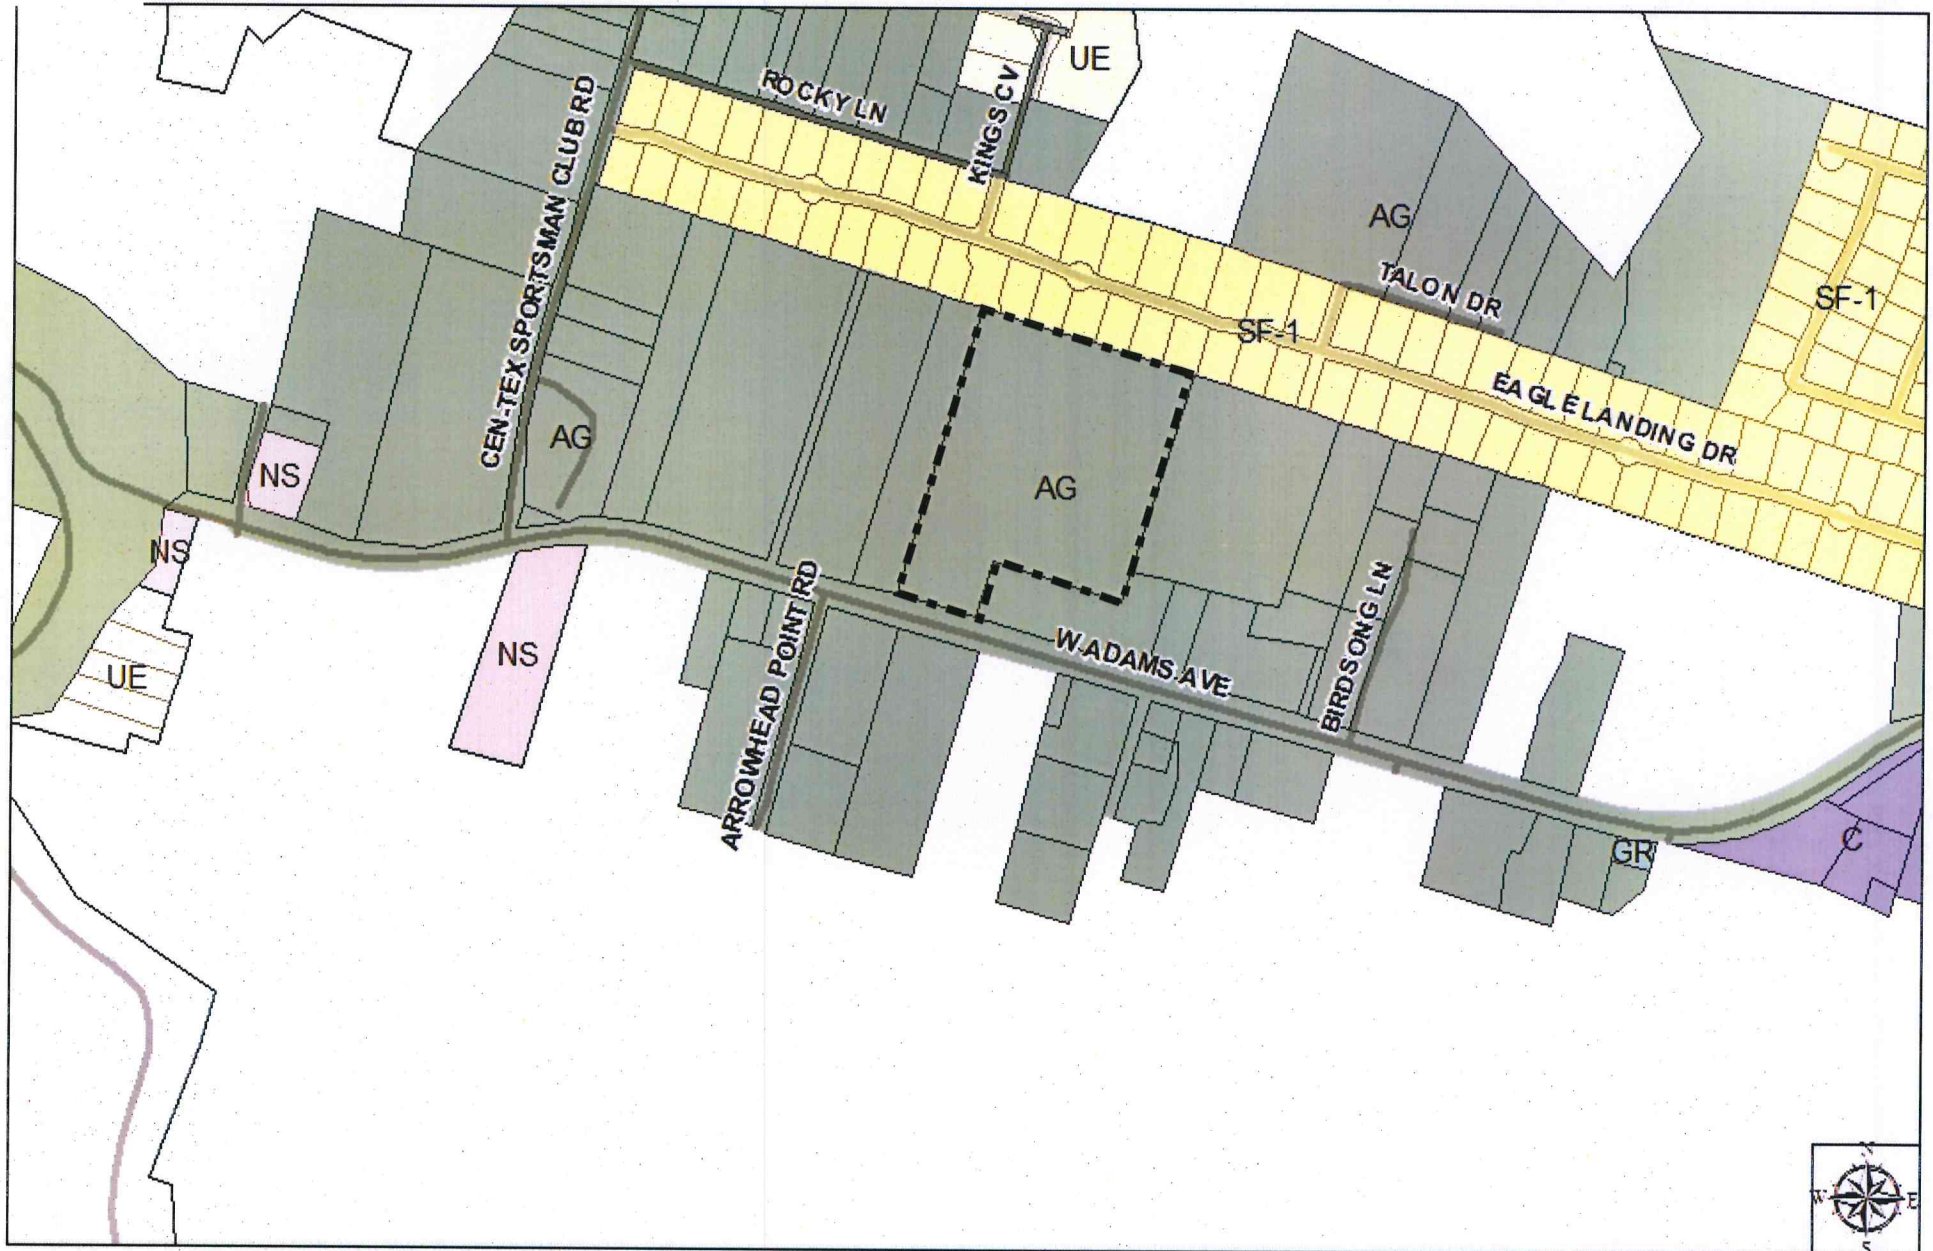 UE
ROCKY LN
KINGS CV
CEN-TEX SPORTSMAN CLUB RD
AG
TALON DR
SF-1
SF-1
EAGLE LANDING DR
AG
NS
AG
NS
NS
UE
ARROWHEAD POINT RD
W ADAMS AVE
BIRDSONG LN
GR
C
N
W
E
S